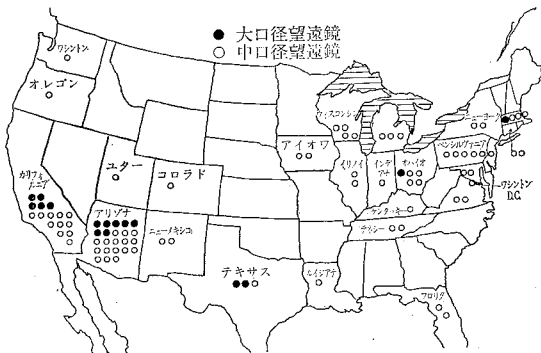 ● 大口径望遠鏡
○ 中口径望遠鏡
ワシントン
オレゴン
ウィスコンシン
ニューヨーク
アイオワ
ペンシルヴァニア
ユター
コロラド
イリノイ
インデアナ
オハイオ
カリフォルニア
ワシントン
D.C.
ケンタッキー
アリゾナ
ニューメキシコ
テネシー
テキサス
ルイジアナ
フロリダ